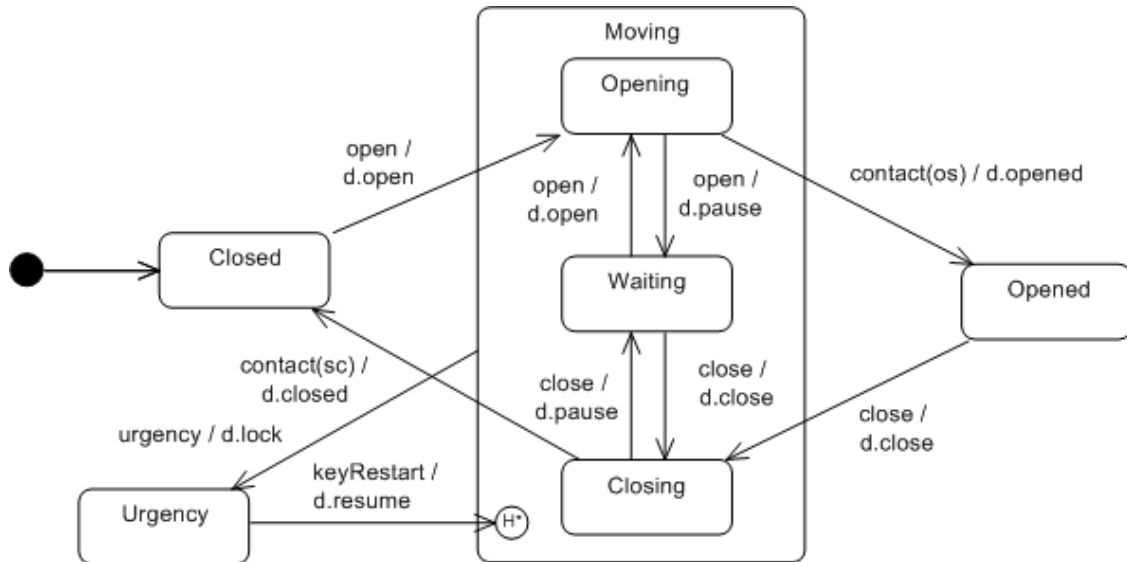 Moving
Opening
open /
d.open
open /
d.open
open /
d.pause
contact(os) / d.opened
Closed
Waiting
Opened
contact(sc) /
d.closed
close /
d.pause
close /
d.close
close /
d.close
urgency / d.lock
keyRestart /
d.resume
Urgency
H*
Closing